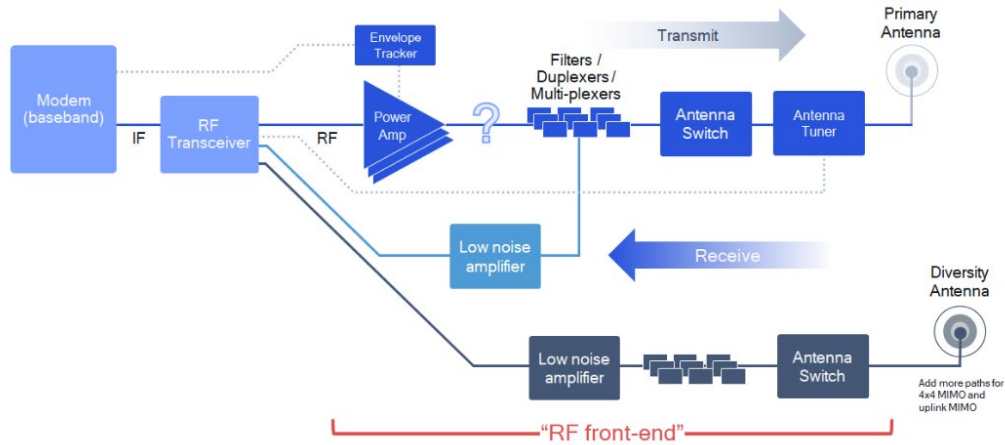 Primary
Antenna
Transmit
Envelope
Tracker
Filters /
Duplexers /
Multi-plexers
Modem
(baseband)
IF
RF
Transceiver
RF
Power
Amp
?
Antenna
Switch
Antenna
Tuner
Low noise
amplifier
Receive
Diversity
Antenna
Low noise
amplifier
Antenna
Switch
Add more paths for
4x4 MIMO and
uplink MIMO
“RF front-end”